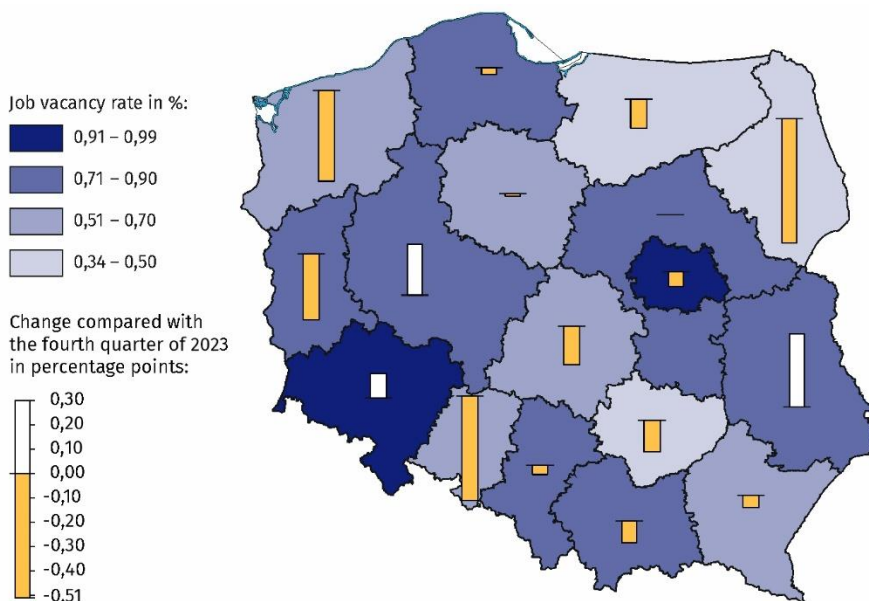 Job vacancy rate in %:
0,91 – 0,99
0,71 – 0,90
0,51 – 0,70
0,34 – 0,50
Change compared with
the fourth quarter of 2023
in percentage points:
0,30
0,20
0,10
0,00
-0,10
-0,20
-0,30
-0,40
-0.51